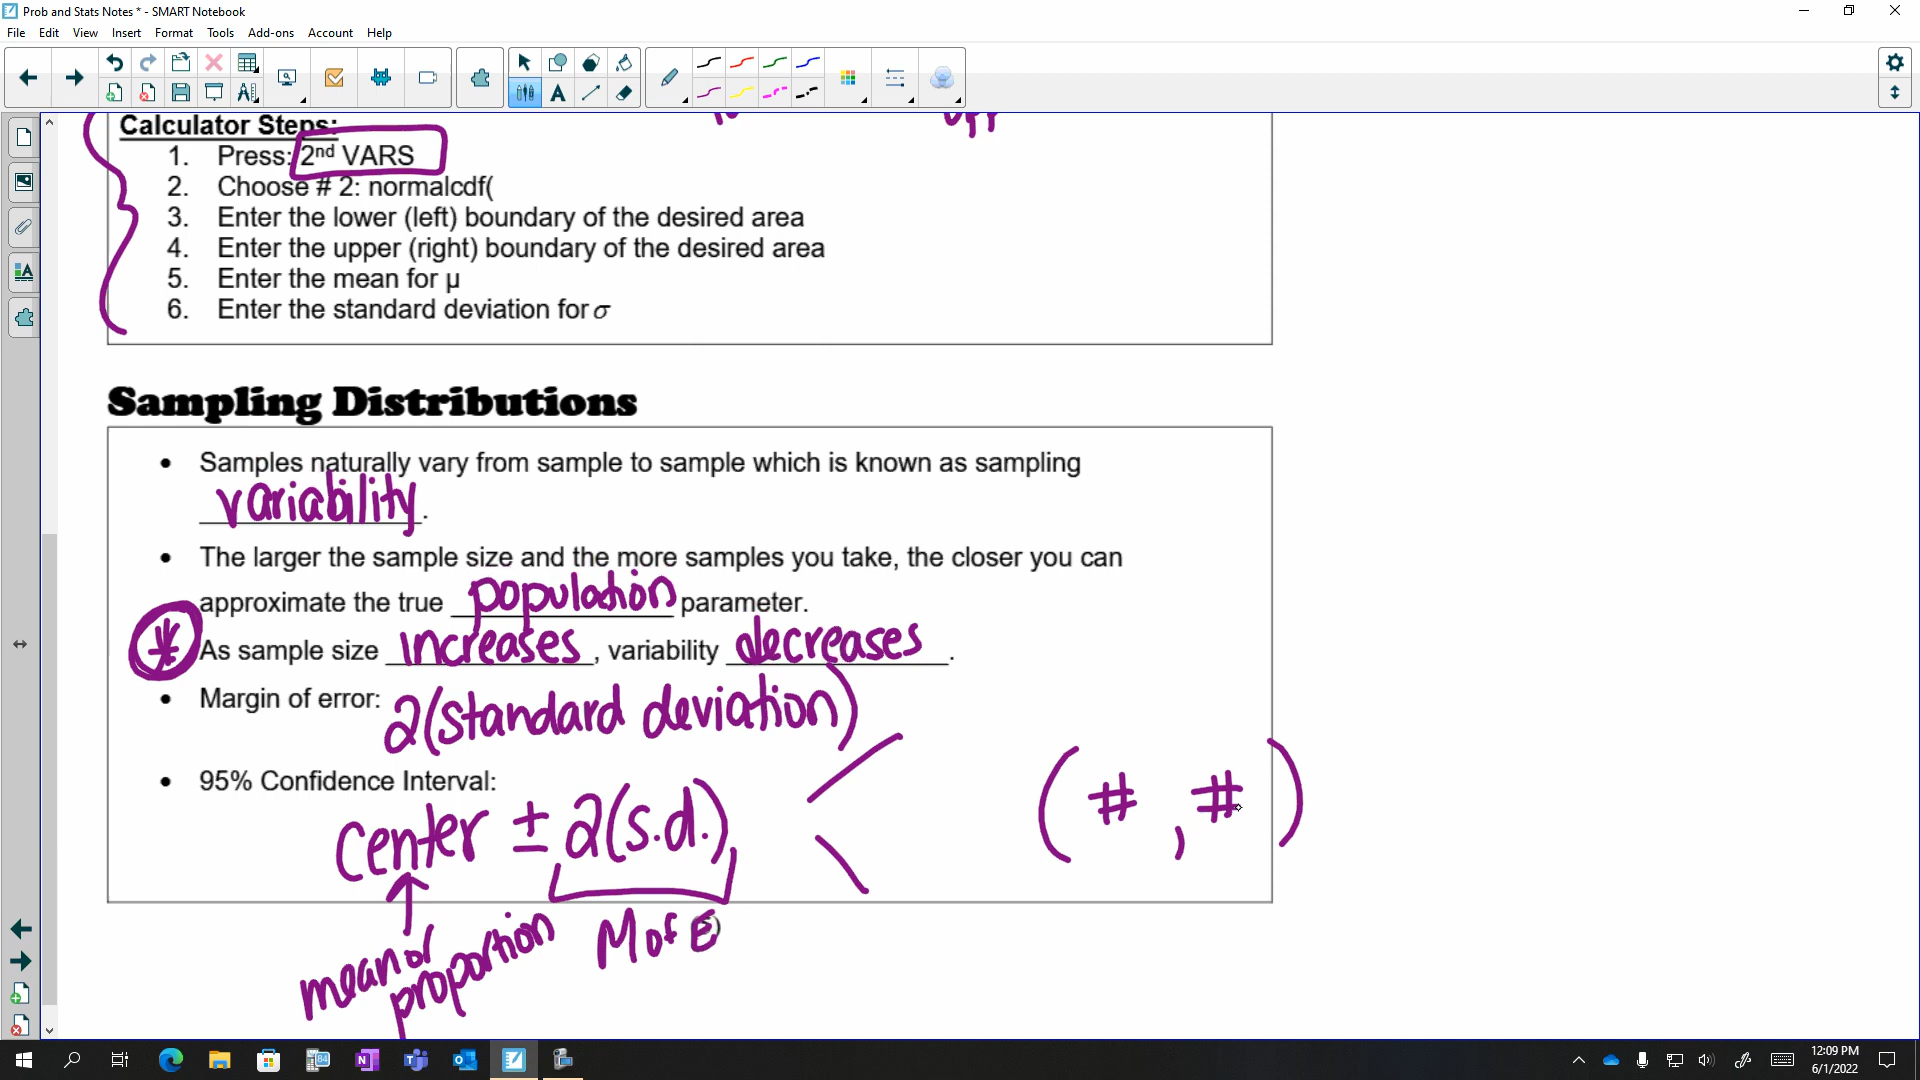 Prob and Stats Notes * - SMART Notebook
File Edit View Insert Format Tools Add-ons Account Help
Calculator Steps:
1. Press: 2nd VARS
2. Choose # 2: normalcdf(
3. Enter the lower (left) boundary of the desired area
4. Enter the upper (right) boundary of the desired area
5. Enter the mean for μ
6. Enter the standard deviation for σ
Sampling Distributions
• Samples naturally vary from sample to sample which is known as sampling
variability.
• The larger the sample size and the more samples you take, the closer you can
approximate the true population parameter.
* As sample size increases, variability decreases.
• Margin of error: 2(standard deviation)
• 95% Confidence Interval:
center ± 2(s.d.) < (#, #)
mean or
proportion
M of E
12:09 PM
6/1/2022